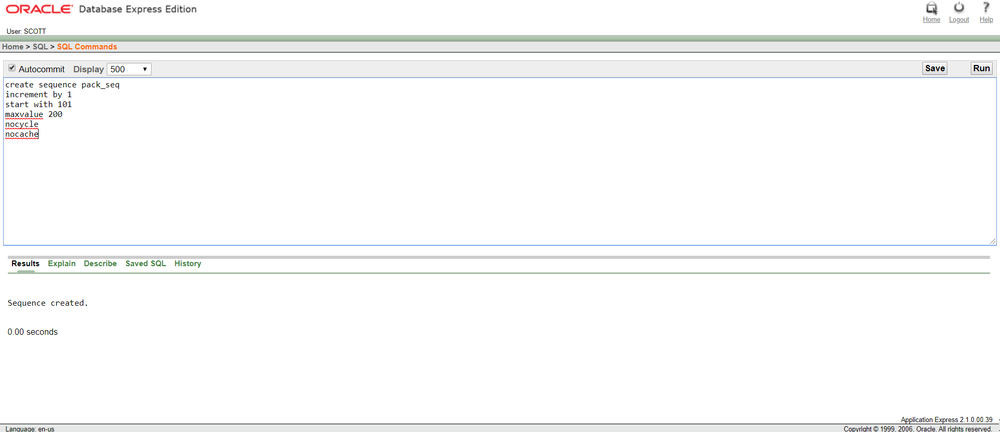 ORACLE Database Express Edition
Home Logout Help
User: SCOTT
Home > SQL > SQL Commands
Autocommit Display 500 Save Run
create sequence pack_seq
increment by 1
start with 101
maxvalue 200
nocycle
nocache
Results Explain Describe Saved SQL History
Sequence created.
0.00 seconds
Application Express 2.1.0.00.39
Language: en-us Copyright © 1999, 2006, Oracle. All rights reserved.